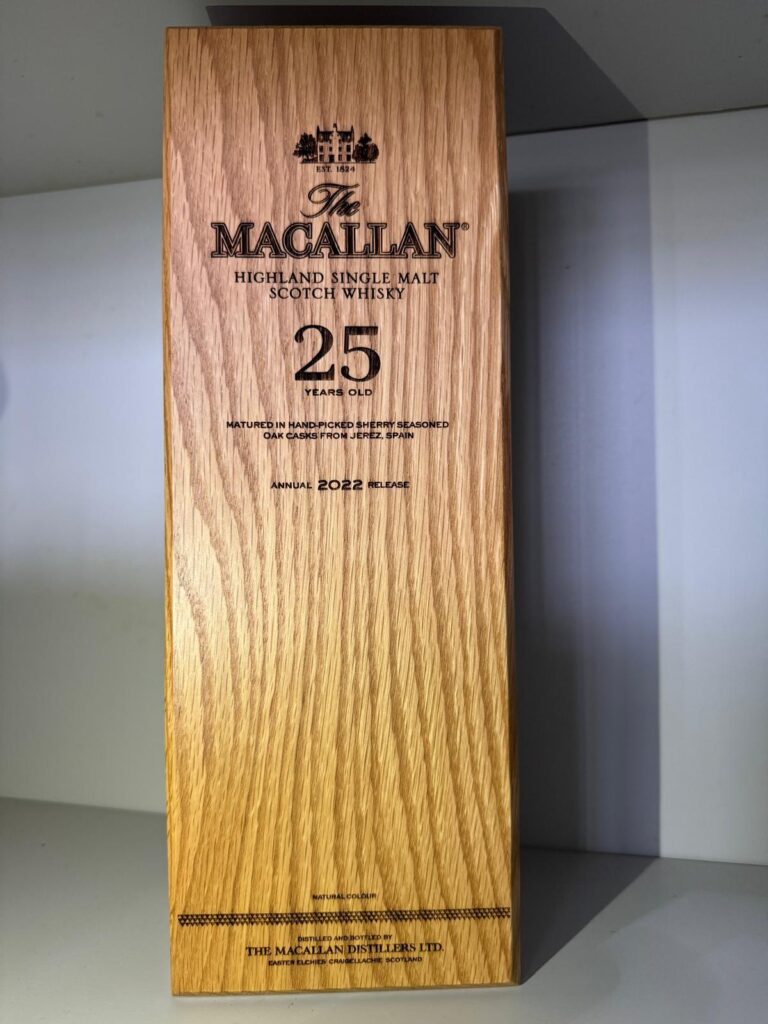 EST. 1824
The
MACALLAN®
HIGHLAND SINGLE MALT
SCOTCH WHISKY
25
YEARS OLD
MATURED IN HAND-PICKED SHERRY SEASONED
OAK CASKS FROM JEREZ, SPAIN
ANNUAL 2022 RELEASE
NATURAL COLOUR
DISTILLED AND BOTTLED BY
THE MACALLAN DISTILLERS LTD.
EASTER ELCHIES CRAIGELLACHIE SCOTLAND